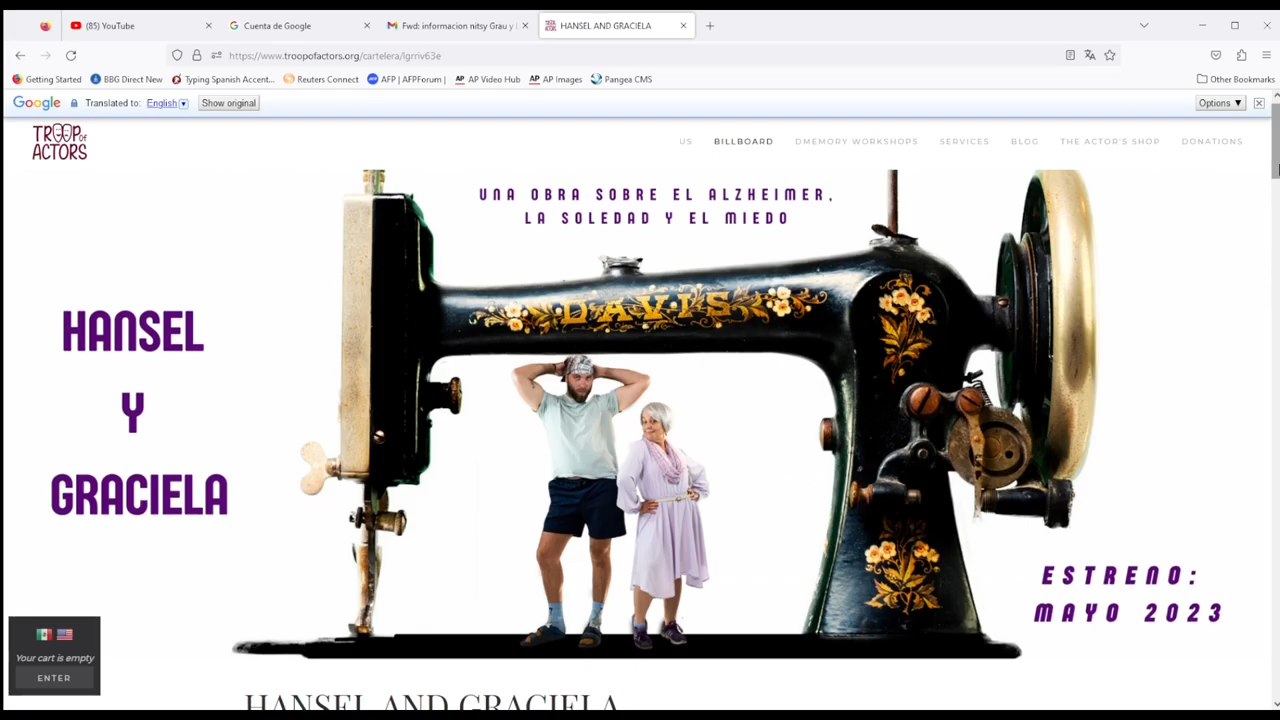 (85) YouTube
Cuenta de Google
Fwd: informacion nitsy Grau y
HANSEL AND GRACIELA
https://www.troopofactors.org/cartelera/lgrriv63e
Getting Started
BBG Direct New
Typing Spanish Accent...
Reuters Connect
AFP | AFPForum |
AP Video Hub
AP Images
Pangea CMS
Other Bookmarks
Google Translated to: English Show original
Options ▼
TROOP of
ACTORS
US BILLBOARD DMEMORY WORKSHOPS SERVICES BLOG THE ACTOR'S SHOP DONATIONS
UNA OBRA SOBRE EL ALZHEIMER,
LA SOLEDAD Y EL MIEDO
DAVIS
HANSEL
Y
GRACIELA
ESTRENO:
MAYO 2023
Your cart is empty
ENTER
HANSEL AND GRACIELA